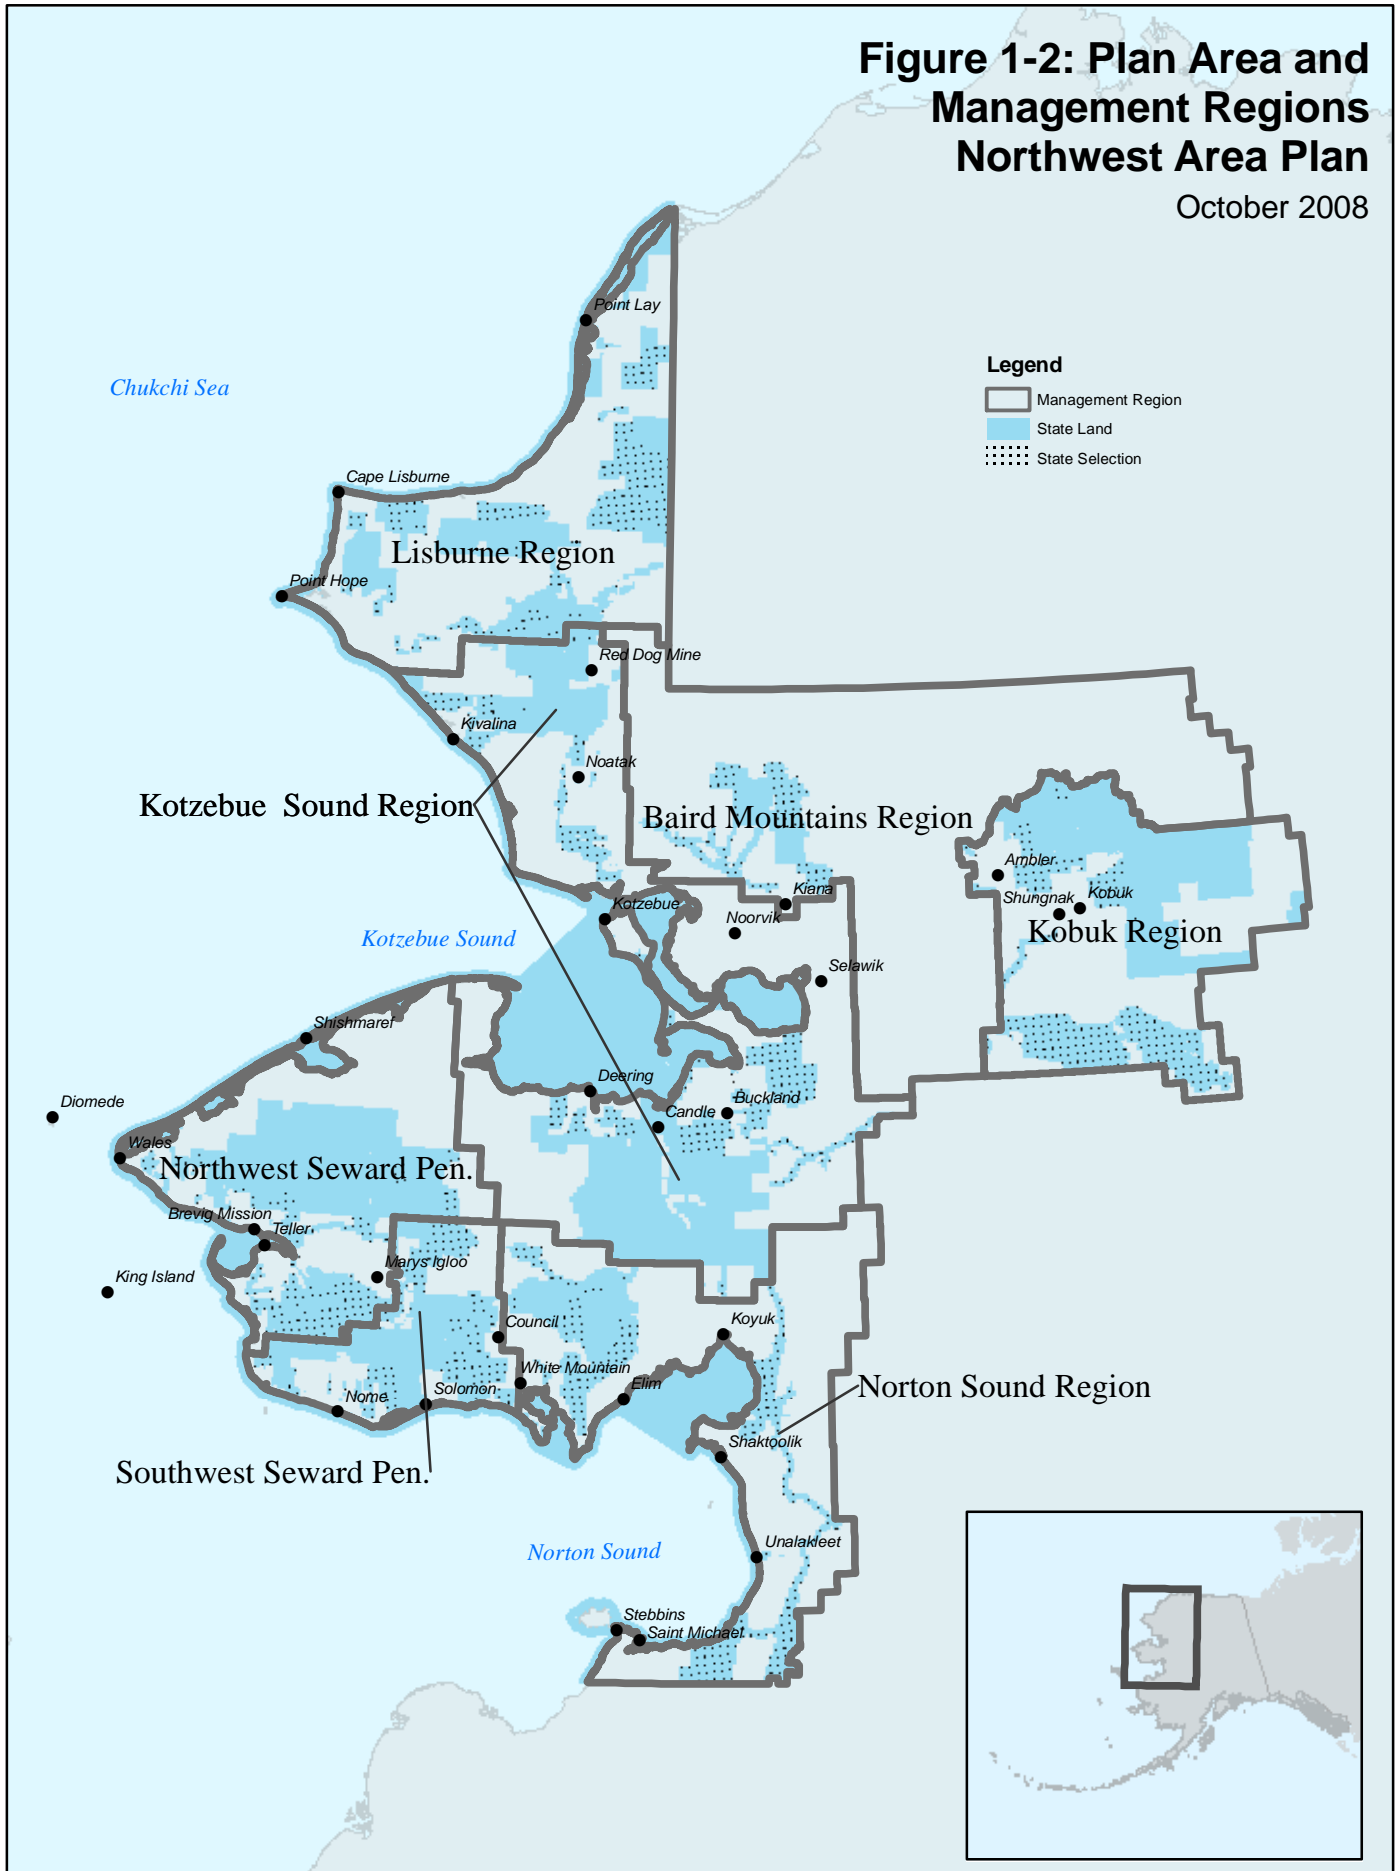 Figure 1-2: Plan Area and
Management Regions
Northwest Area Plan
October 2008
Point Lay
Legend
Management Region
State Land
State Selection
Chukchi Sea
Cape Lisburne
Lisburne Region
Point Hope
Red Dog Mine
Kivalina
Noatak
Kotzebue Sound Region
Baird Mountains Region
Ambler
Kiana
Shungnak
Kobuk
Kotzebue
Noorvik
Kobuk Region
Kotzebue Sound
Selawik
Shishmaref
Deering
Buckland
Diomede
Candle
Wales
Northwest Seward Pen.
Brevig Mission
Teller
Marys Igloo
King Island
Council
Koyuk
White Mountain
Norton Sound Region
Solomon
Elim
Nome
Shaktoolik
Southwest Seward Pen.
Unalakleet
Norton Sound
Stebbins
Saint Michael